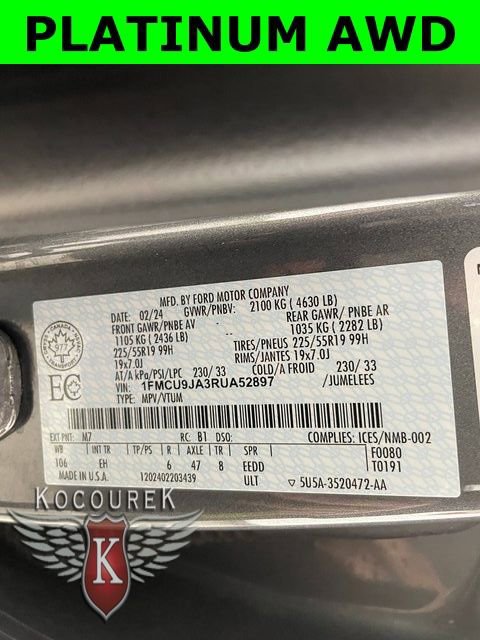 PLATINUM AWD
MFD. BY FORD MOTOR COMPANY
DATE: 02/24 GVWR/PNBV: 2100 KG ( 4630 LB)
FRONT GAWR/PNBE AV REAR GAWR/ PNBE AR
1105 KG ( 2436 LB) 1035 KG ( 2282 LB)
225/55R19 99H TIRES/PNEUS 225/55R19 99H
19x7.0J RIMS/JANTES 19x7.0J
AT/A kPa/PSI/LPC 230/ 33 COLD/A FROID 230/ 33
VIN: 1FMCU9JA3RUA52897 /JUMELEES
TYPE: MPV/VTUM
CANADA
977
TRANSPORT
EC
EXT PNT: M7 RC: B1 DSO: COMPLIES: ICES/NMB-002
WB TP/PS AXLE TR SPR F0080
106 EH 6 47 8 EEDD T0191
MADE IN U.S.A. 1202402203439 ULT ▽ 5U5A-3520472-AA
KOCOUREK
K